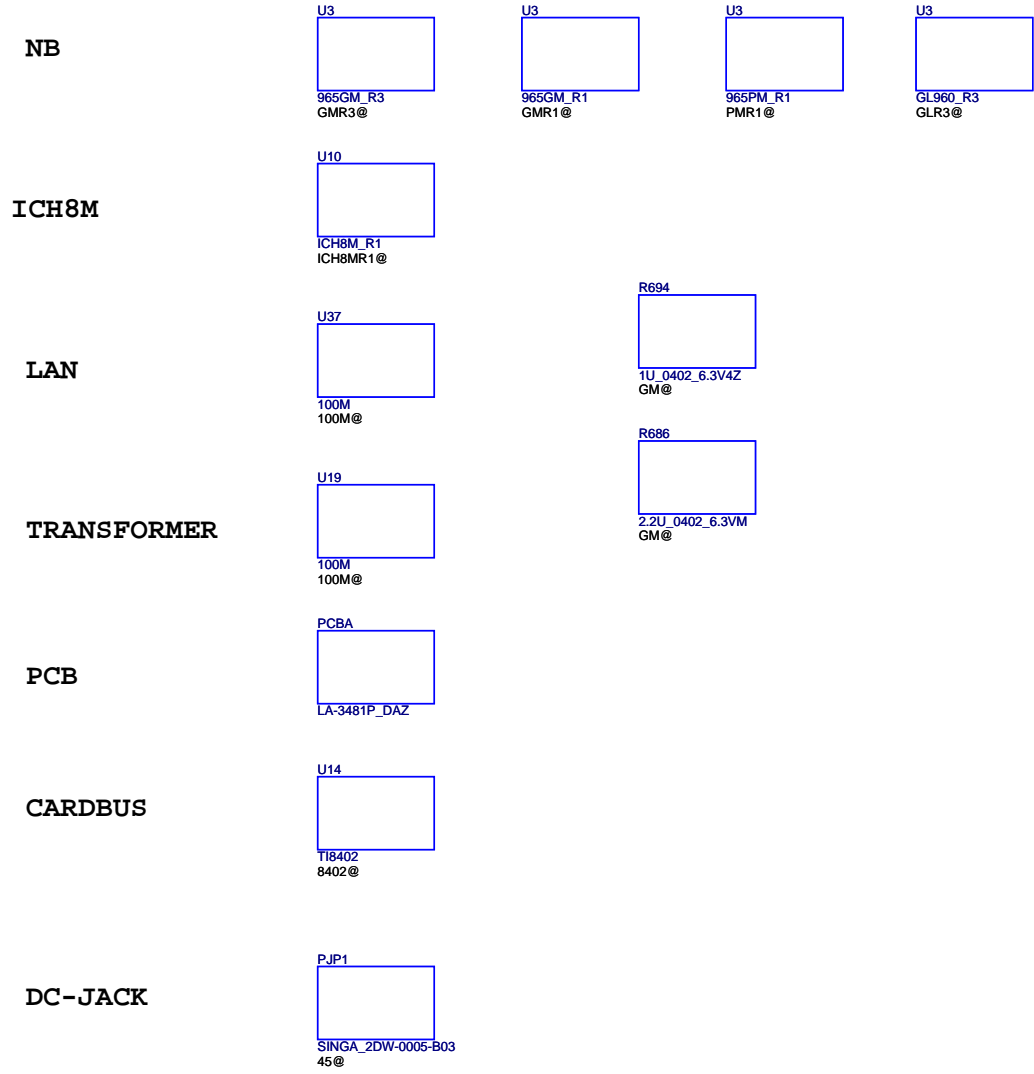 U3
U3
U3
U3
NB
965GM_R3
965GM_R1
965PM_R1
GL960_R3
GMR3@
GMR1@
PMR1@
GLR3@
U10
ICH8M
ICH8M_R1
ICH8MR1@
R694
U37
LAN
1U_0402_6.3V4Z
GM@
100M
100M@
R686
U19
TRANSFORMER
2.2U_0402_6.3VM
GM@
100M
100M@
PCBA
PCB
LA-3481P_DAZ
U14
CARDBUS
TI8402
8402@
PJP1
DC-JACK
SINGA_2DW-0005-B03
45@